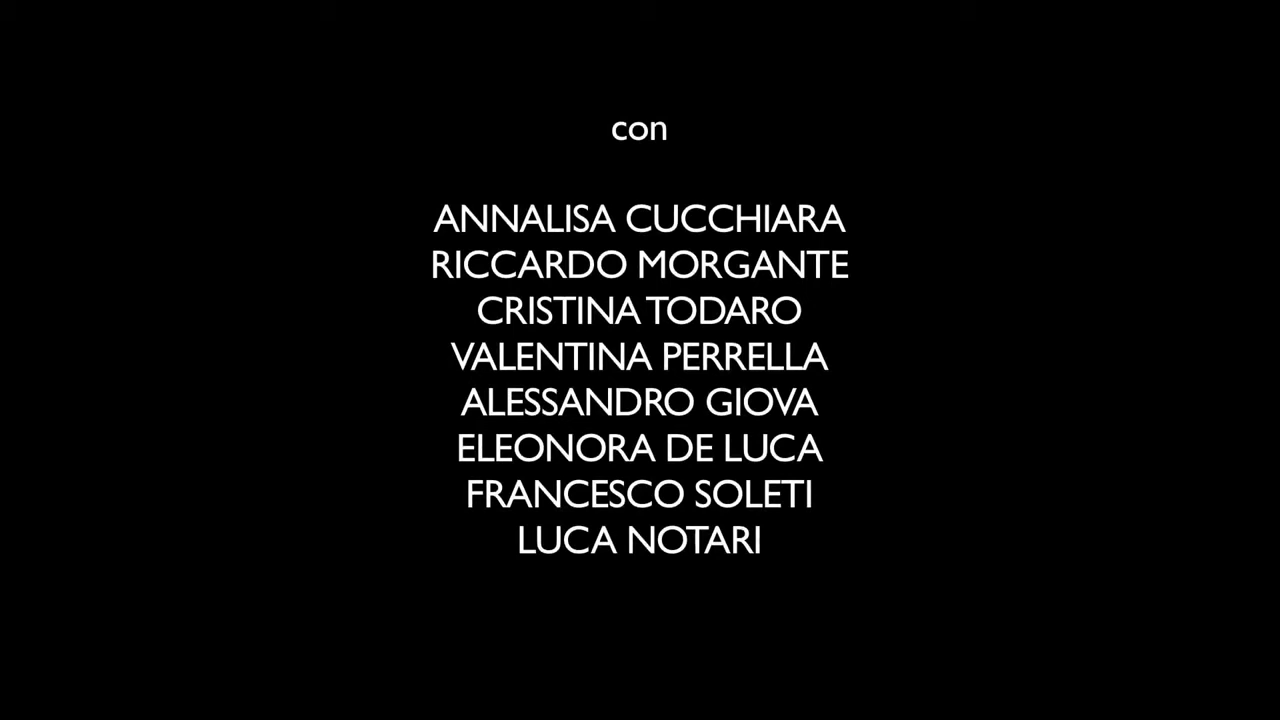 con
ANNALISA CUCCHIARA
RICCARDO MORGANTE
CRISTINA TODARO
VALENTINA PERRELLA
ALESSANDRO GIOVA
ELEONORA DE LUCA
FRANCESCO SOLETI
LUCA NOTARI